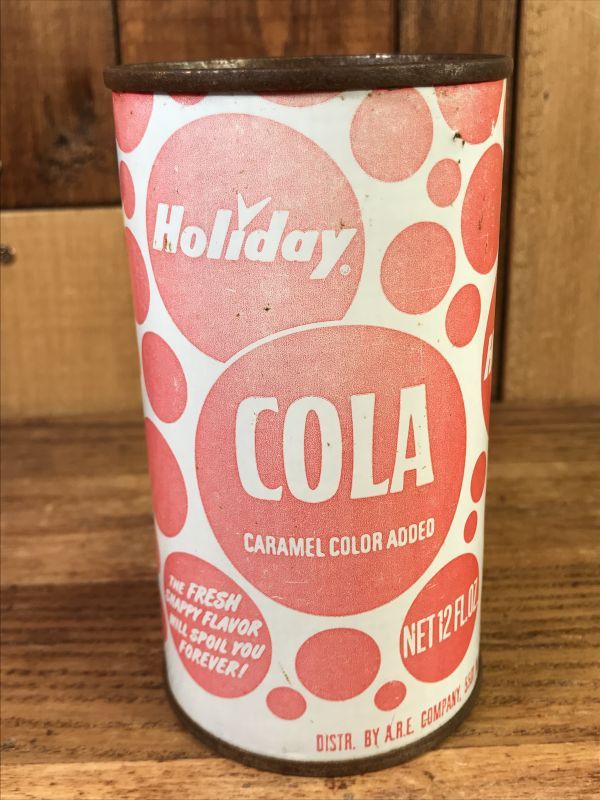 Holiday®
COLA
CARAMEL COLOR ADDED
THE FRESH
SNAPPY FLAVOR
WILL SPOIL YOU
FOREVER!
NET 12 FL.OZ
DISTR. BY A.R.E. COMPANY,